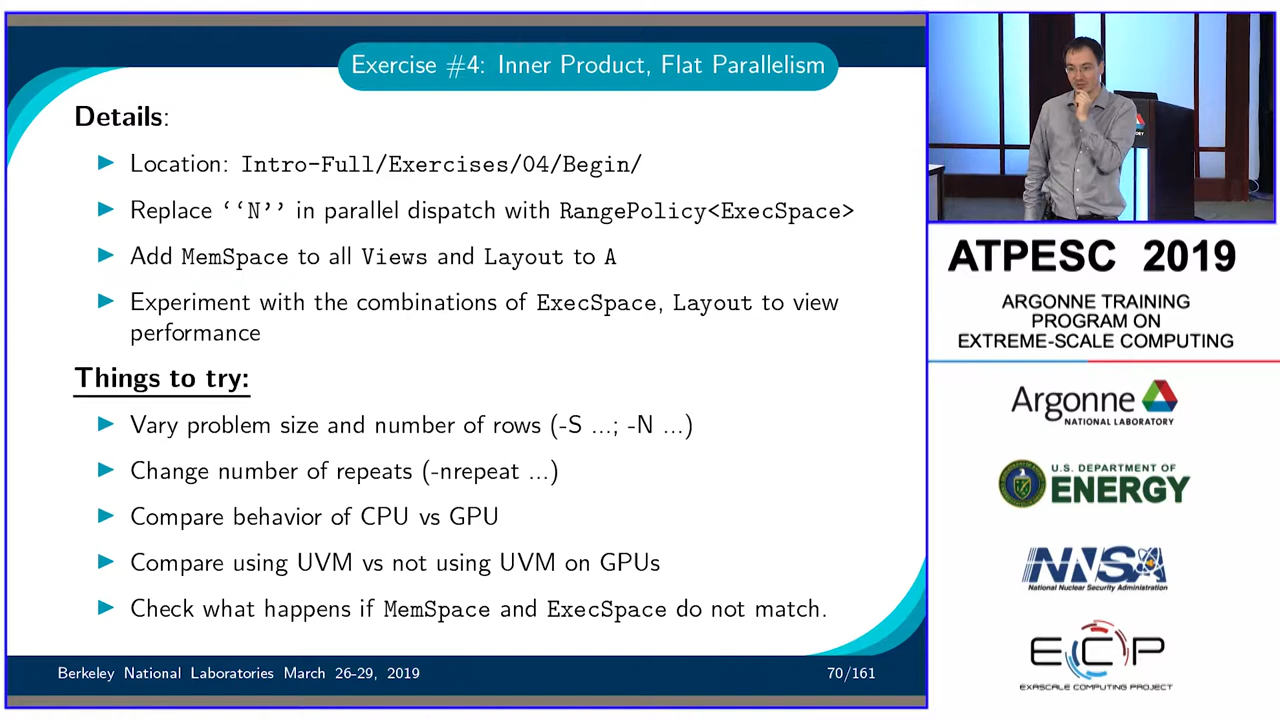 Exercise #4: Inner Product, Flat Parallelism
Details:
Location: Intro-Full/Exercises/04/Begin/
Replace ‘‘N’’ in parallel dispatch with RangePolicy<ExecSpace>
Add MemSpace to all Views and Layout to A
Experiment with the combinations of ExecSpace, Layout to view
performance
Things to try:
Vary problem size and number of rows (-S ...; -N ...)
Change number of repeats (-nrepeat ...)
Compare behavior of CPU vs GPU
Compare using UVM vs not using UVM on GPUs
Check what happens if MemSpace and ExecSpace do not match.
Berkeley National Laboratories March 26-29, 2019
70/161
ATPESC 2019
ARGONNE TRAINING
PROGRAM ON
EXTREME-SCALE COMPUTING
Argonne
NATIONAL LABORATORY
U.S. DEPARTMENT OF
ENERGY
NNSA
National Nuclear Security Administration
ECP
EXASCALE COMPUTING PROJECT